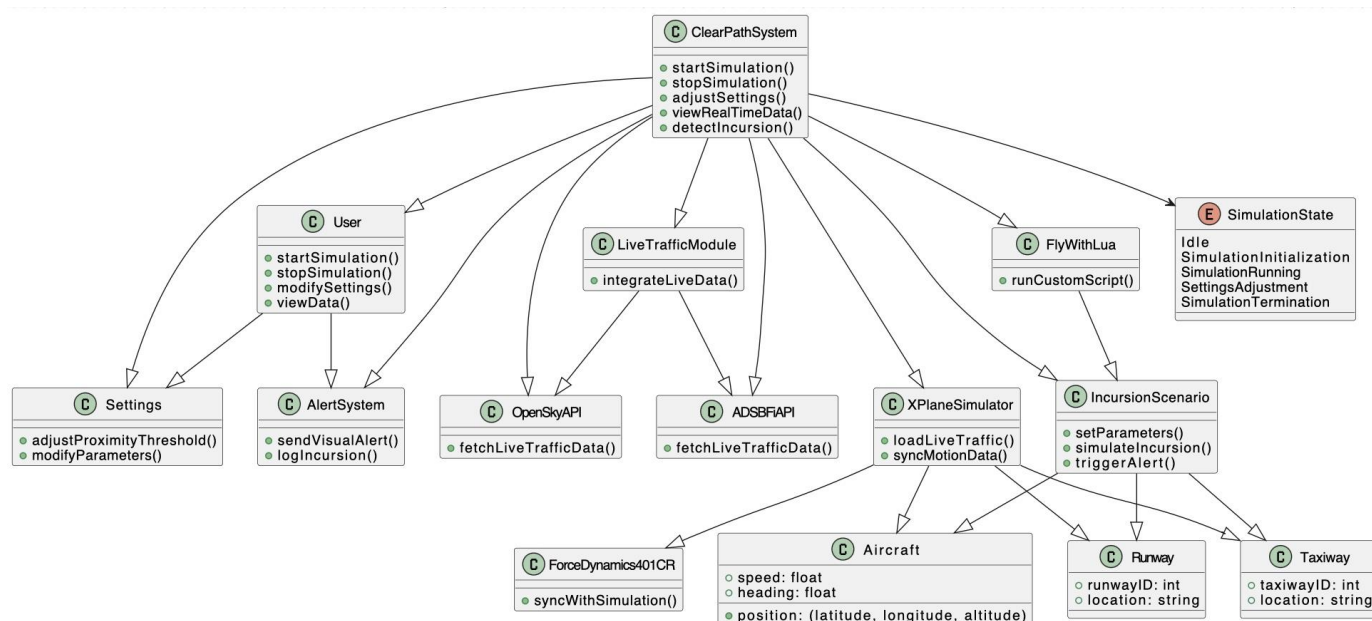 C ClearPathSystem
startSimulation()
stopSimulation()
adjustSettings()
viewRealTimeData()
detectIncursion()
C User
startSimulation()
stopSimulation()
modifySettings()
viewData()
C LiveTrafficModule
integrateLiveData()
C FlyWithLua
runCustomScript()
E SimulationState
Idle
SimulationInitialization
SimulationRunning
SettingsAdjustment
SimulationTermination
C Settings
adjustProximityThreshold()
modifyParameters()
C AlertSystem
sendVisualAlert()
logIncursion()
C OpenSkyAPI
fetchLiveTrafficData()
C ADSBFiAPI
fetchLiveTrafficData()
C XPlaneSimulator
loadLiveTraffic()
syncMotionData()
C IncursionScenario
setParameters()
simulateIncursion()
triggerAlert()
C ForceDynamics401CR
syncWithSimulation()
C Aircraft
speed: float
heading: float
position: (latitude, longitude, altitude)
C Runway
runwayID: int
location: string
C Taxiway
taxiwayID: int
location: string